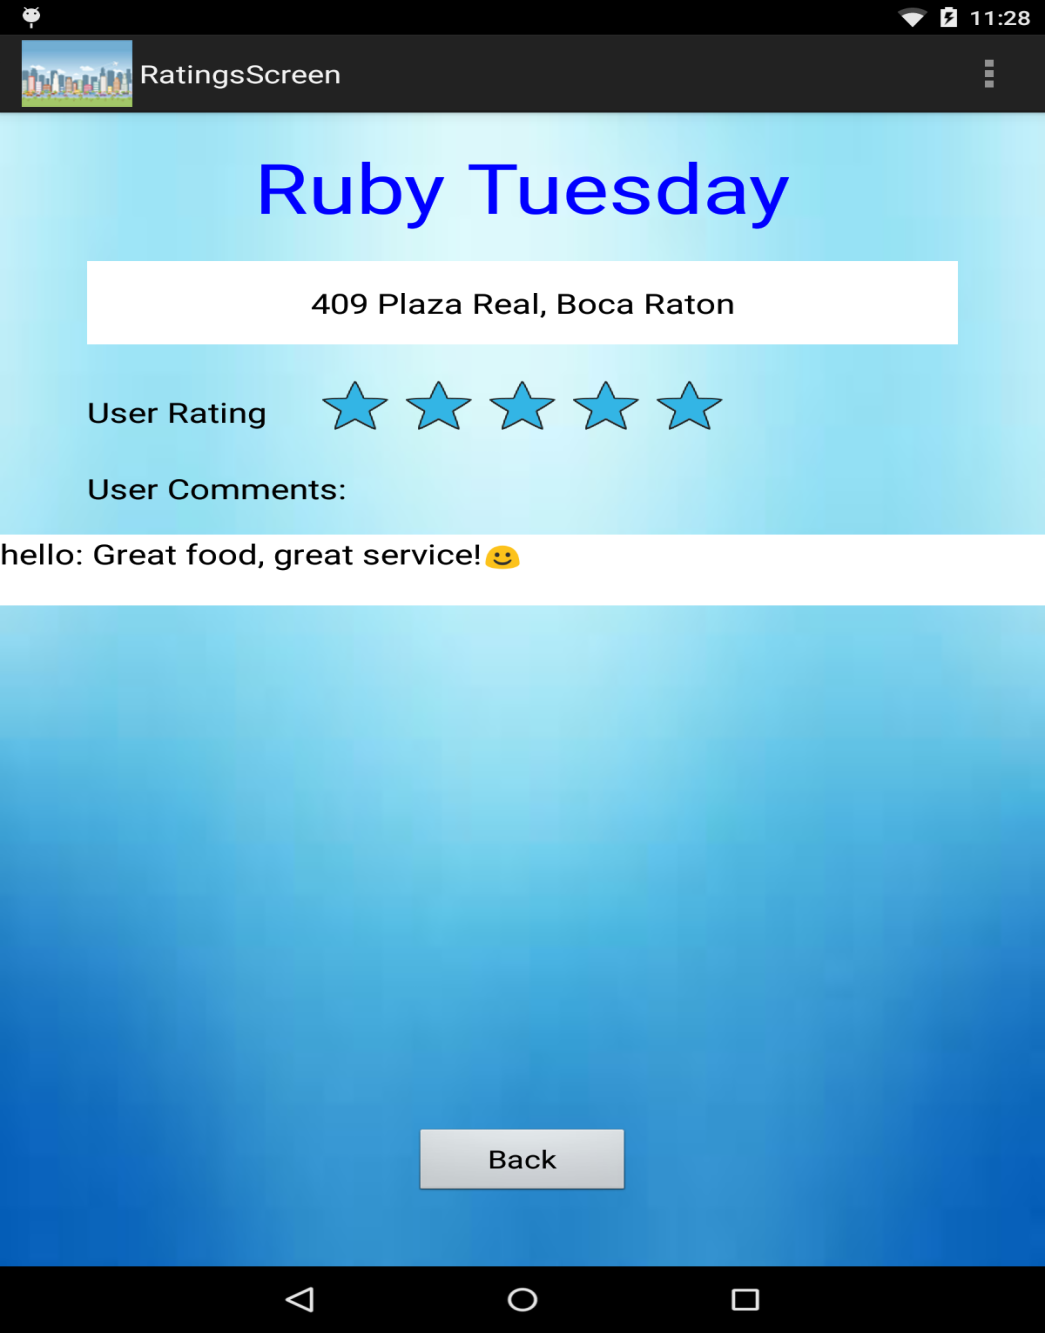 11:28
RatingsScreen
Ruby Tuesday
409 Plaza Real, Boca Raton
User Rating
User Comments:
hello: Great food, great service!🙂
Back